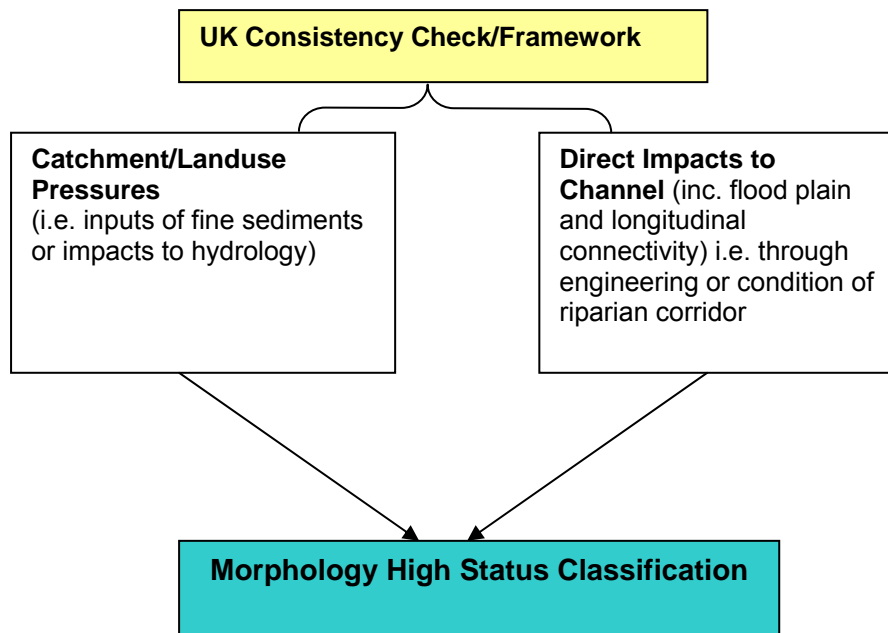 UK Consistency Check/Framework
Catchment/Landuse
Pressures
(i.e. inputs of fine sediments
or impacts to hydrology)
Direct Impacts to
Channel (inc. flood plain
and longitudinal
connectivity) i.e. through
engineering or condition of
riparian corridor
Morphology High Status Classification